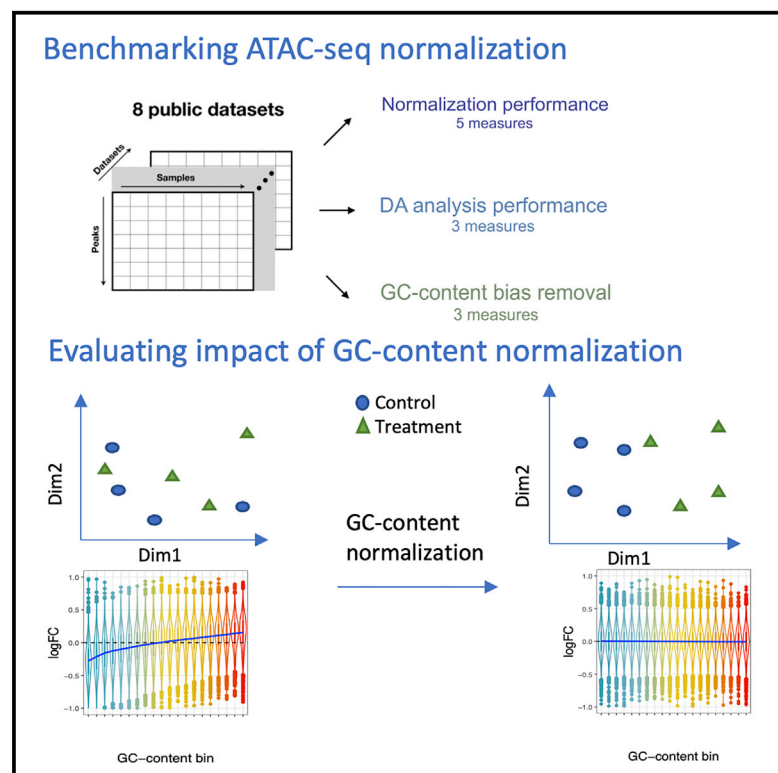 Benchmarking ATAC-seq normalization
8 public datasets
Datasets
Samples
Peaks
Normalization performance
5 measures
DA analysis performance
3 measures
GC-content bias removal
3 measures
Evaluating impact of GC-content normalization
Control
Treatment
Dim2
Dim1
GC-content
normalization
Dim2
Dim1
logFC
1.0
0.5
0.0
−0.5
−1.0
GC−content bin
logFC
1.0
0.5
0.0
−0.5
−1.0
GC−content bin